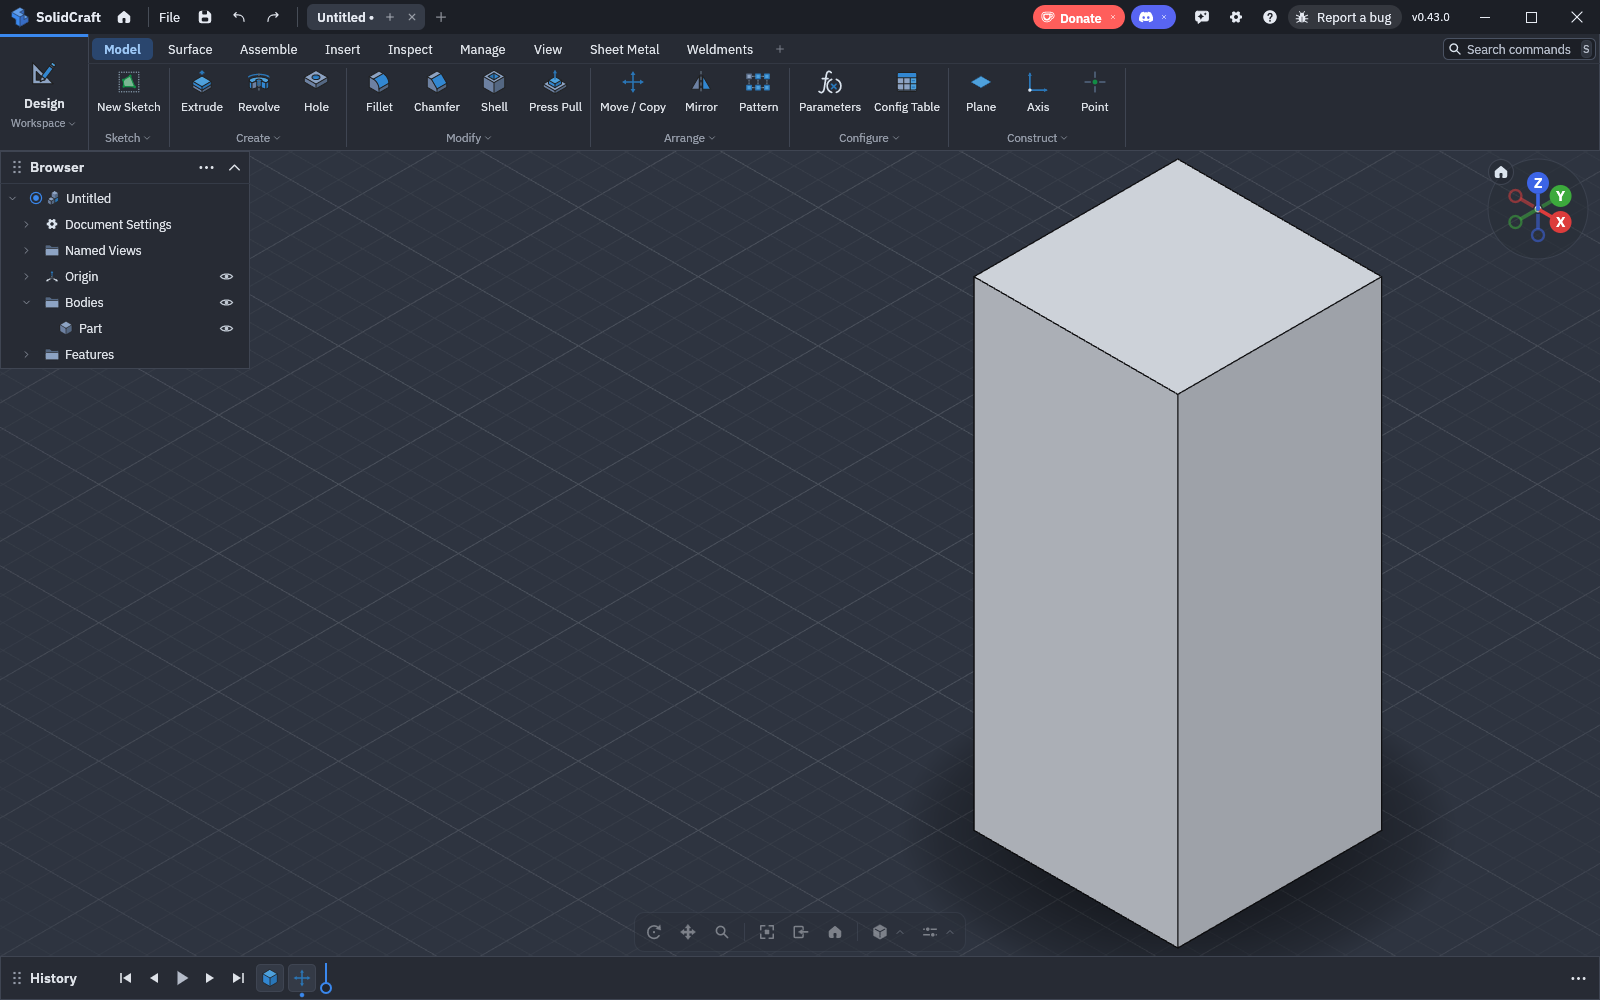 SolidCraft File Untitled • Donate Report a bug v0.43.0
Model Surface Assemble Insert Inspect Manage View Sheet Metal Weldments Search commands S
Design
Workspace
New Sketch Extrude Revolve Hole Fillet Chamfer Shell Press Pull Move / Copy Mirror Pattern Parameters Config Table Plane Axis Point
Sketch Create Modify Arrange Configure Construct
Browser
Untitled
Document Settings
Named Views
Origin
Bodies
Part
Features
Z
Y
X
History